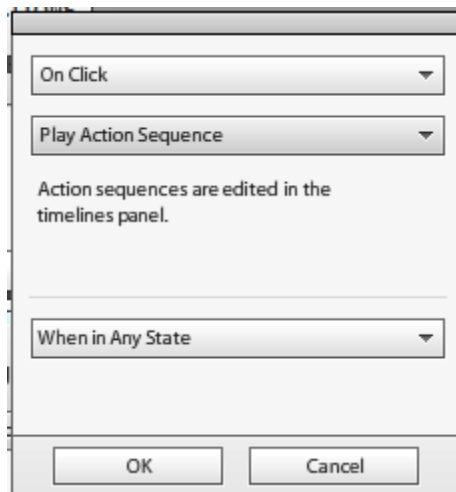 On Click
Play Action Sequence
Action sequences are edited in the
timelines panel.
When in Any State
OK
Cancel